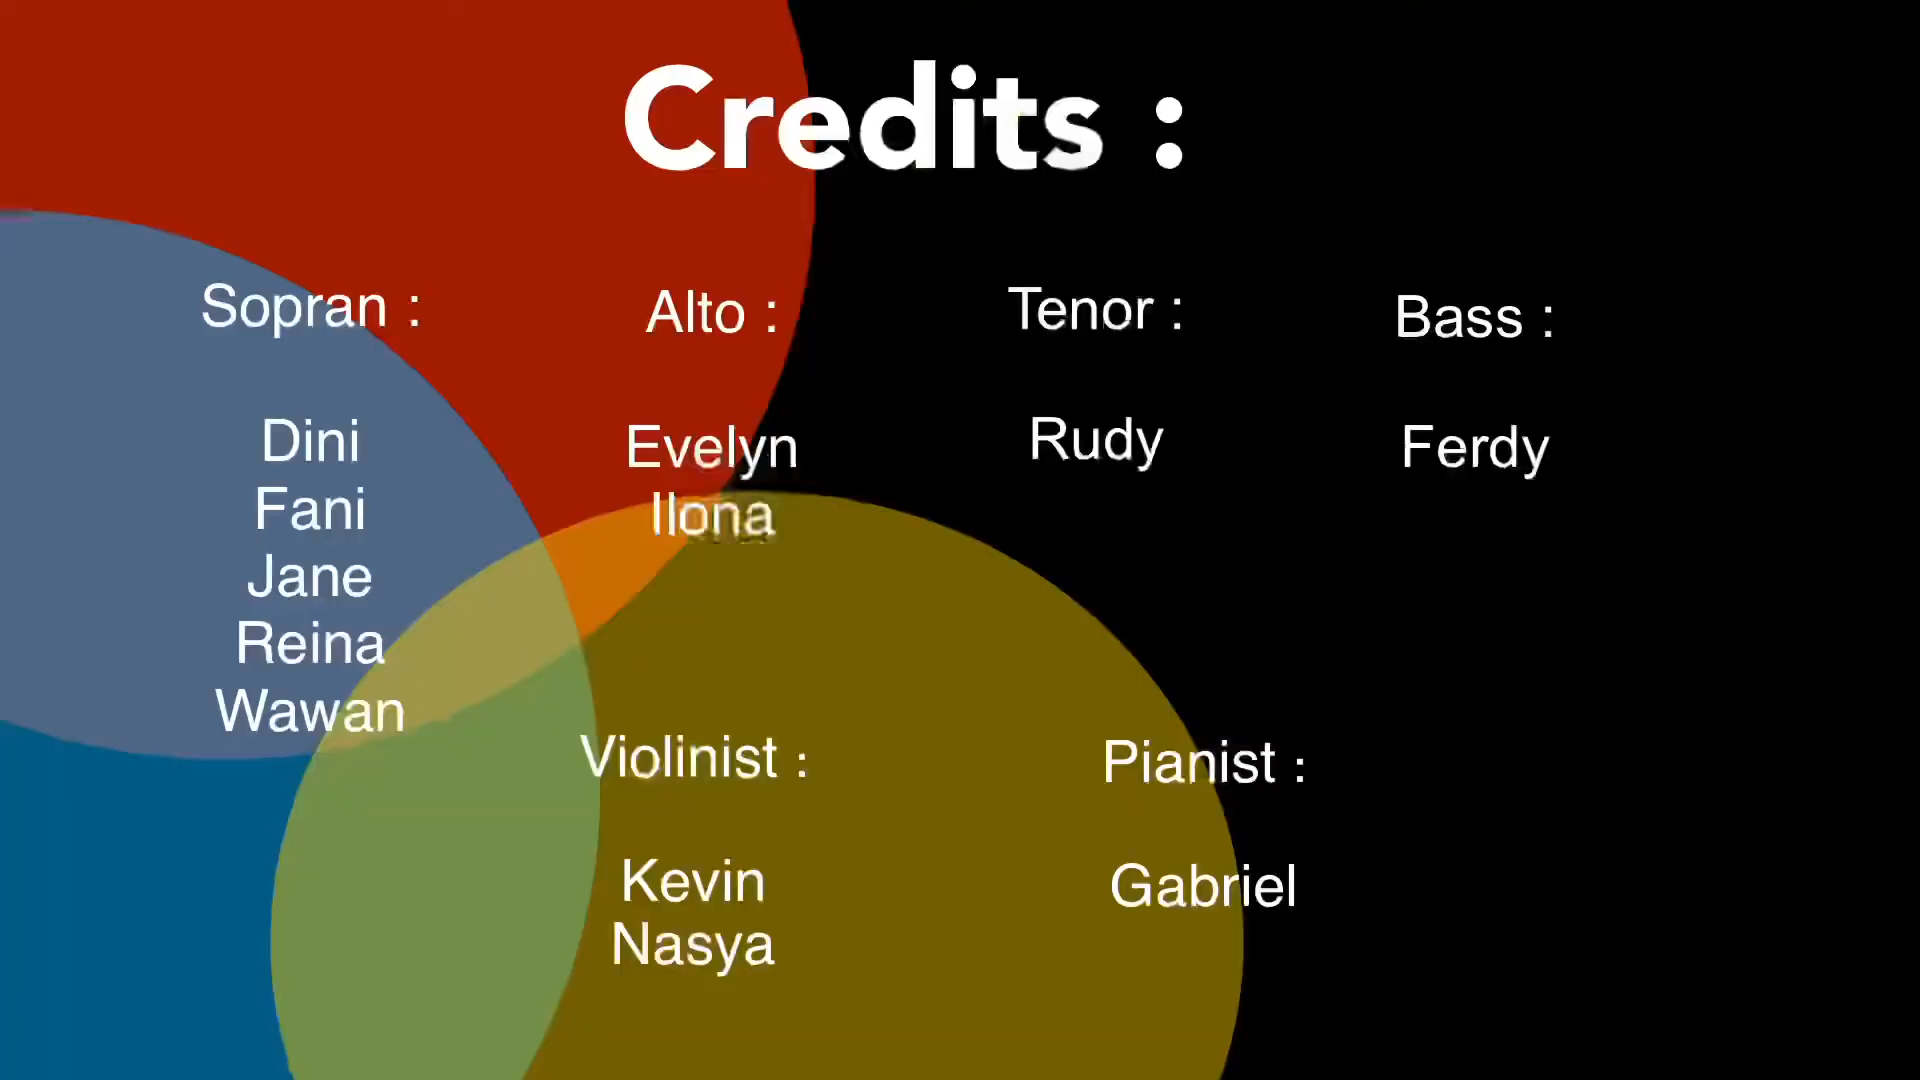 Credits :
Sopran :
Dini
Fani
Jane
Reina
Wawan
Alto :
Evelyn
Ilona
Tenor :
Rudy
Bass :
Ferdy
Violinist :
Kevin
Nasya
Pianist :
Gabriel